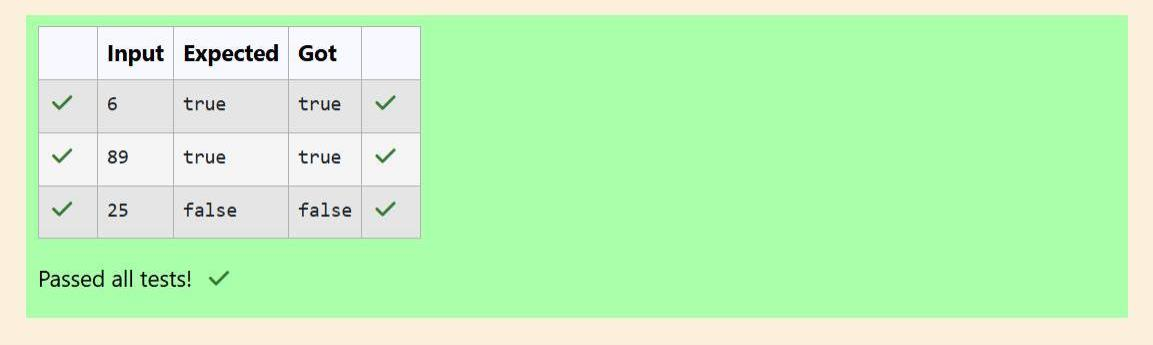 Input Expected Got
6 true true
89 true true
25 false false
Passed all tests!